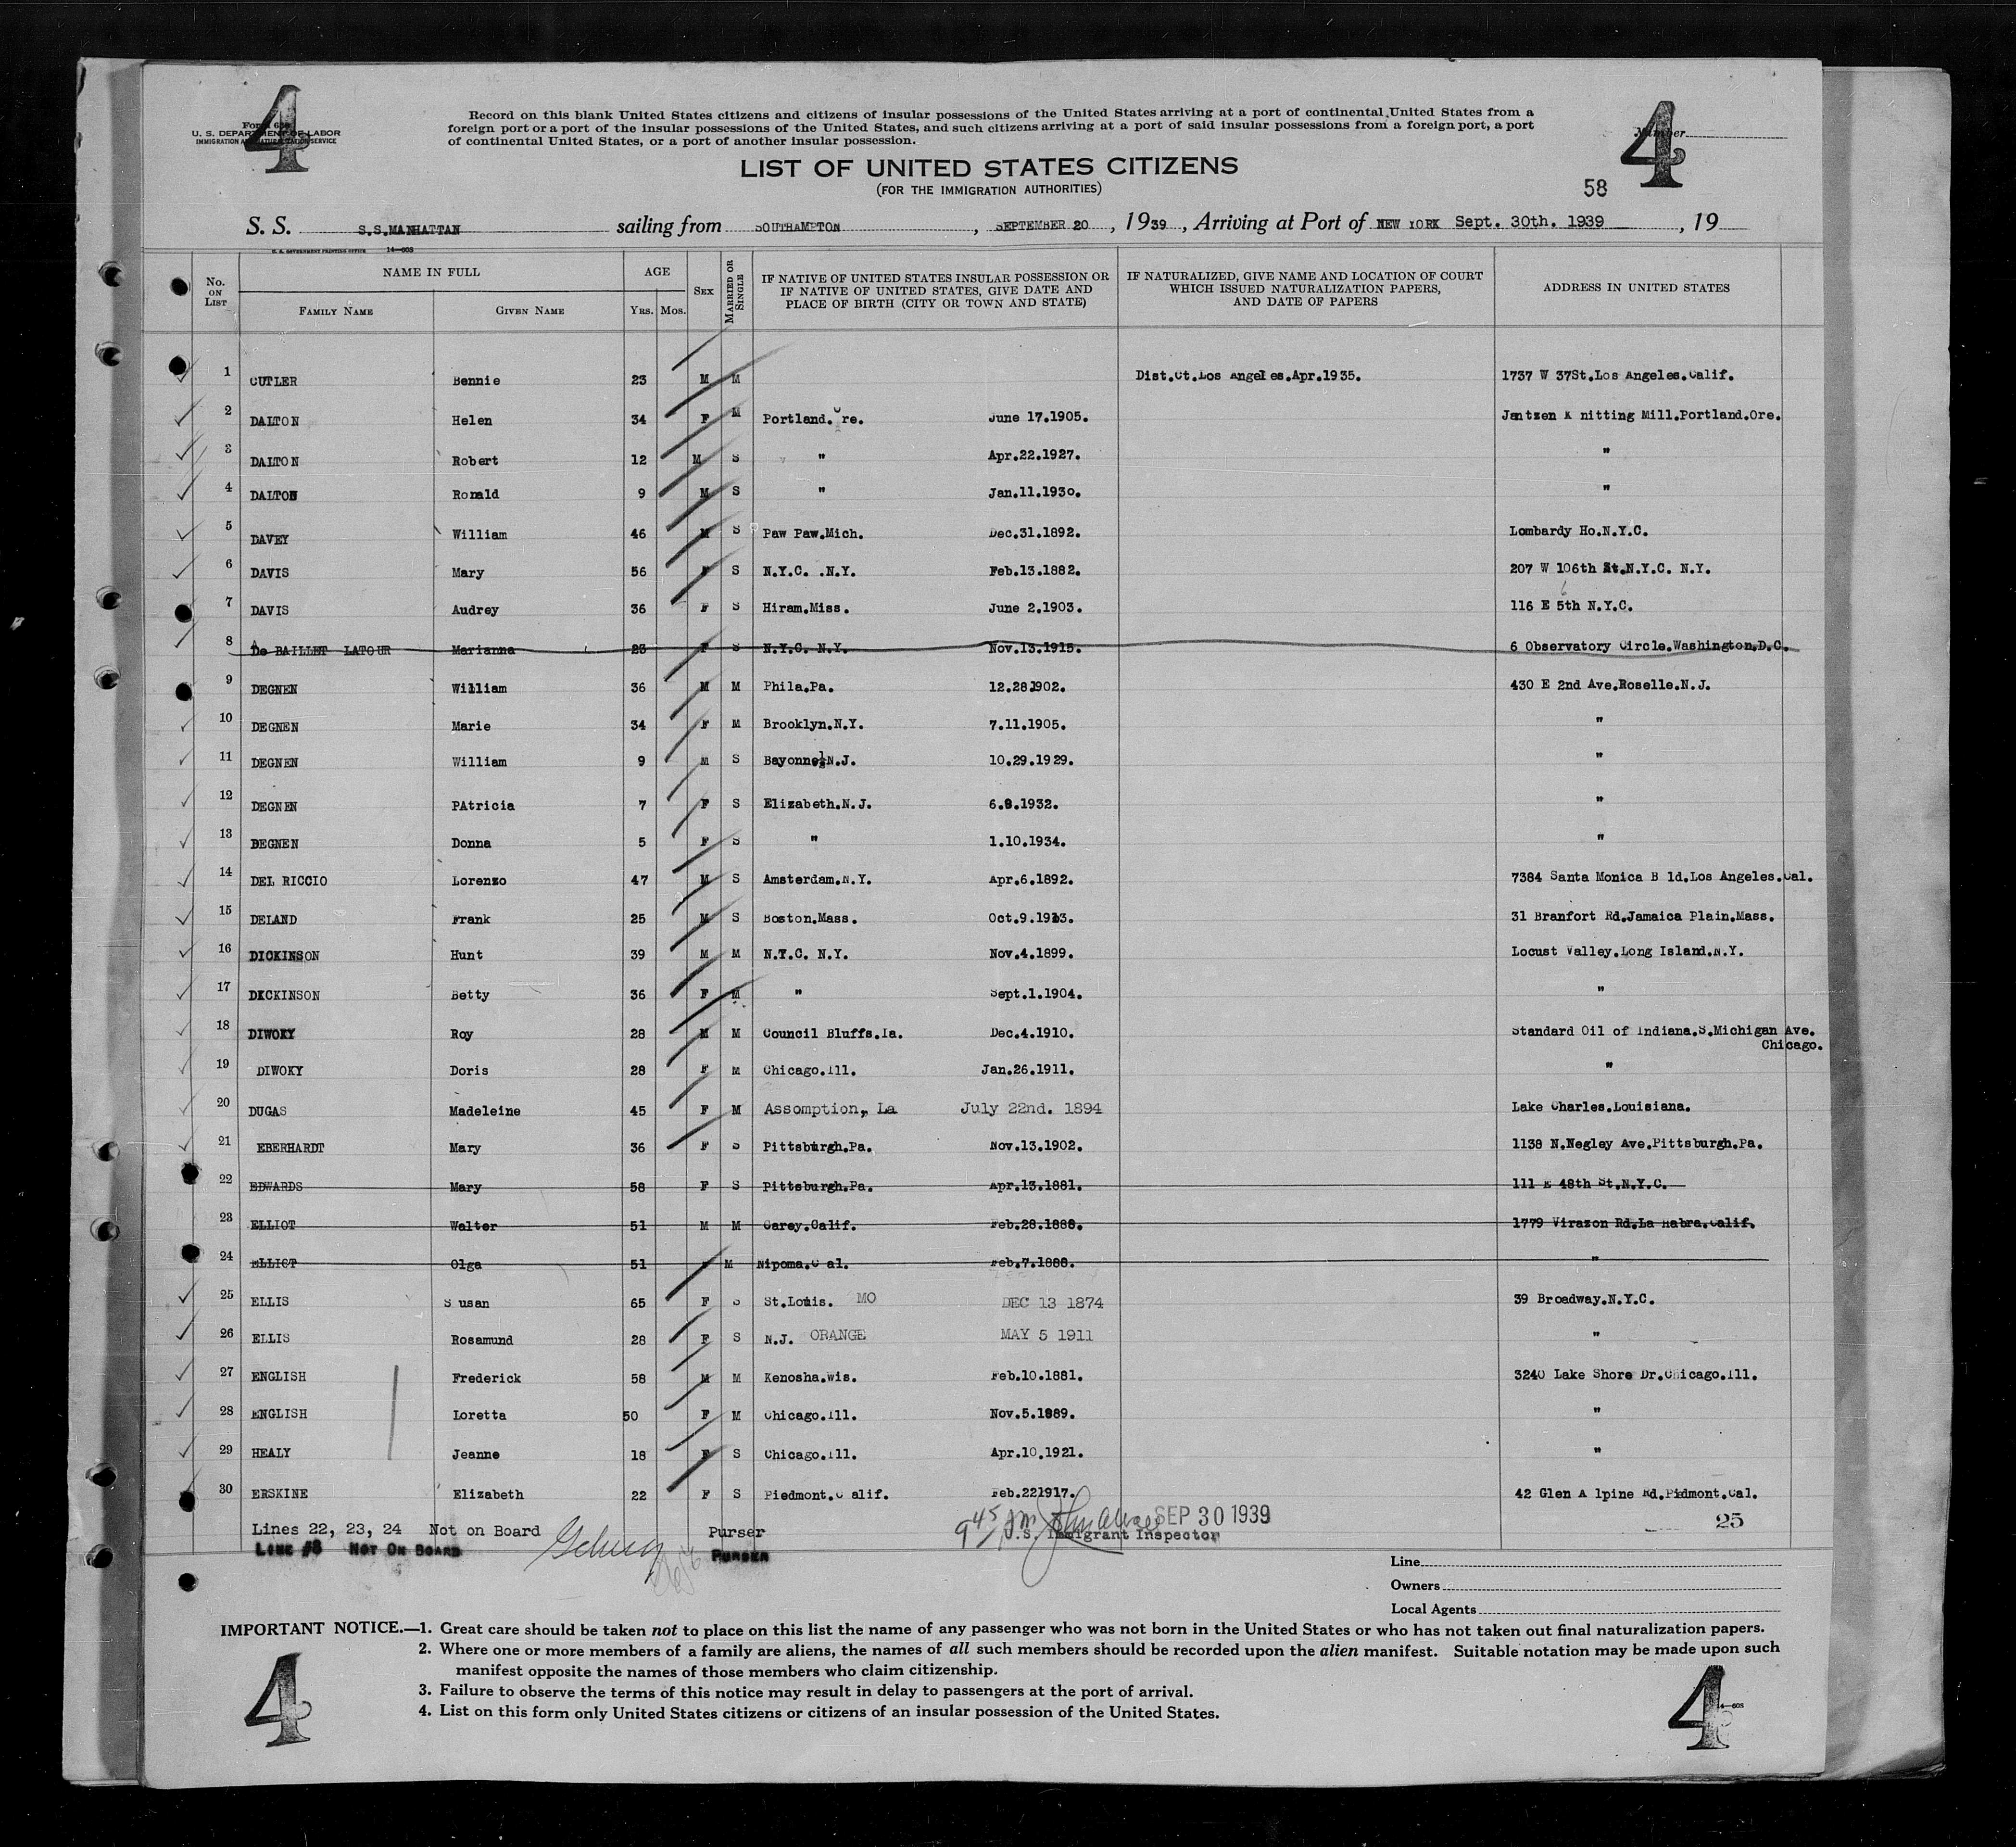 4
4
Form 630
U. S. DEPARTMENT OF LABOR
IMMIGRATION AND NATURALIZATION SERVICE
Record on this blank United States citizens and citizens of insular possessions of the United States arriving at a port of continental United States from a
foreign port or a port of the insular possessions of the United States, and such citizens arriving at a port of said insular possessions from a foreign port, a port
of continental United States, or a port of another insular possession.
Number
LIST OF UNITED STATES CITIZENS
(FOR THE IMMIGRATION AUTHORITIES)
58
S. S. S.S.MANHATTAN sailing from SOUTHAMPTON, SEPTEMBER 20, 1939, Arriving at Port of NEW YORK Sept. 30th. 1939, 19
U. S. GOVERNMENT PRINTING OFFICE 14—608
No. ON LIST NAME IN FULL FAMILY NAME GIVEN NAME AGE YRS. MOS. SEX MARRIED OR SINGLE IF NATIVE OF UNITED STATES INSULAR POSSESSION OR IF NATIVE OF UNITED STATES, GIVE DATE AND PLACE OF BIRTH (CITY OR TOWN AND STATE) IF NATURALIZED, GIVE NAME AND LOCATION OF COURT WHICH ISSUED NATURALIZATION PAPERS, AND DATE OF PAPERS ADDRESS IN UNITED STATES
1 CUTLER Bennie 23 M M Dist.Ct.Los Angeles.Apr.1935. 1737 W 37St.Los Angeles.Calif.
2 DALTON Helen 34 F M Portland.Ore. June 17.1905. Jantzen K nitting Mill.Portland.Ore.
3 DALTON Robert 12 M S " Apr.22.1927. "
4 DALTON Ronald 9 M S " Jan.11.1930. "
5 DAVEY William 46 M S Paw Paw.Mich. Dec.31.1892. Lombardy Ho.N.Y.C.
6 DAVIS Mary 56 F S N.Y.C. .N.Y. Feb.13.1882. 207 W 106th St.N.Y.C. N.Y.
7 DAVIS Audrey 36 F S Hiram.Miss. June 2.1903. 116 E 5th N.Y.C.
8 De BAILLET LATOUR Marianna 23 F S N.Y.C. N.Y. Nov.13.1915. 6 Observatory Circle.Washington.D.C.
9 DEGNEN William 36 M M Phila.Pa. 12.28.1902. 430 E 2nd Ave.Roselle.N.J.
10 DEGNEN Marie 34 F M Brooklyn.N.Y. 7.11.1905. "
11 DEGNEN William 9 M S Bayonne.N.J. 10.29.1929. "
12 DEGNEN PAtricia 7 F S Elizabeth.N.J. 6.8.1932. "
13 DEGNEN Donna 5 F S " 1.10.1934. "
14 DEL RICCIO Lorenzo 47 M S Amsterdam.N.Y. Apr.6.1892. 7384 Santa Monica B ld.Los Angeles.Cal.
15 DELAND Frank 25 M S Boston.Mass. Oct.9.1913. 31 Branfort Rd.Jamaica Plain.Mass.
16 DICKINSON Hunt 39 M M N.Y.C. N.Y. Nov.4.1899. Locust Valley.Long Island.N.Y.
17 DICKINSON Betty 36 F M " Sept.1.1904. "
18 DIWOKY Roy 28 M M Council Bluffs.Ia. Dec.4.1910. Standard Oil of Indiana.S.Michigan Ave.
Chicago.
19 DIWOKY Doris 28 F M Chicago.Ill. Jan.26.1911. "
20 DUGAS Madeleine 45 F M Assomption, La July 22nd. 1894 Lake Charles.Louisiana.
21 EBERHARDT Mary 36 F S Pittsburgh.Pa. Nov.13.1902. 1138 N.Negley Ave.Pittsburgh.Pa.
22 EDWARDS Mary 58 F S Pittsburgh.Pa. Apr.13.1881. 111 E 48th St.N.Y.C.
23 ELLIOT Walter 51 M M Carey.Calif. Feb.28.1888. 1779 Virazon Rd.La Habra.Calif.
24 ELLIOT Olga 51 M Nipoma.C al. Feb.7.1888. "
25 ELLIS S usan 65 F S St.Louis. MO DEC 13 1874 39 Broadway.N.Y.C.
26 ELLIS Rosamund 28 F S N.J. ORANGE MAY 5 1911 "
27 ENGLISH Frederick 58 M M Kenosha.Wis. Feb.10.1881. 3240 Lake Shore Dr.Chicago.Ill.
28 ENGLISH Loretta 50 F M Chicago.Ill. Nov.5.1889. "
29 HEALY Jeanne 18 F S Chicago.Ill. Apr.10.1921. "
30 ERSKINE Elizabeth 22 F S Piedmont.C alif. Feb.221917. 42 Glen A lpine Rd.Pidmont.Cal.
Lines 22, 23, 24 Not on Board Purser 9 45 AM SEP 30 1939 25
U.S. Immigrant Inspector
LINE #8 NOT ON BOARD PURSER
Line
Owners
Local Agents
IMPORTANT NOTICE.—1. Great care should be taken not to place on this list the name of any passenger who was not born in the United States or who has not taken out final naturalization papers.
2. Where one or more members of a family are aliens, the names of all such members should be recorded upon the alien manifest. Suitable notation may be made upon such
manifest opposite the names of those members who claim citizenship.
3. Failure to observe the terms of this notice may result in delay to passengers at the port of arrival.
4. List on this form only United States citizens or citizens of an insular possession of the United States.
4
4
14—608